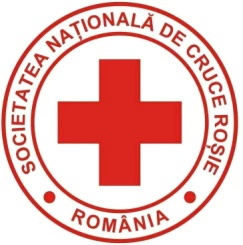 SOCIETATEA NAȚIONALĂ DE CRUCE ROȘIE
ROMÂNIA